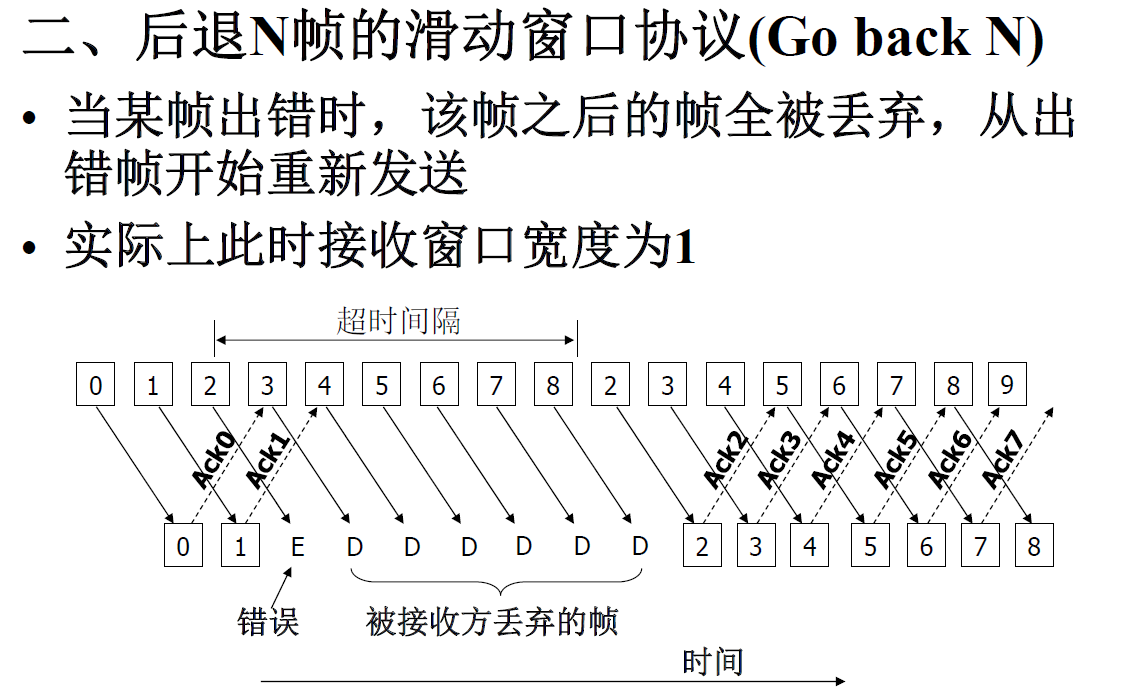 二、后退N帧的滑动窗口协议(Go back N)
• 当某帧出错时，该帧之后的帧全被丢弃，从出
错帧开始重新发送
• 实际上此时接收窗口宽度为1
超时间隔
0 1 2 3 4 5 6 7 8 2 3 4 5 6 7 8 9
Ack0 Ack1 Ack2 Ack3 Ack4 Ack5 Ack6 Ack7
0 1 E D D D D D D 2 3 4 5 6 7 8
错误 被接收方丢弃的帧
时间